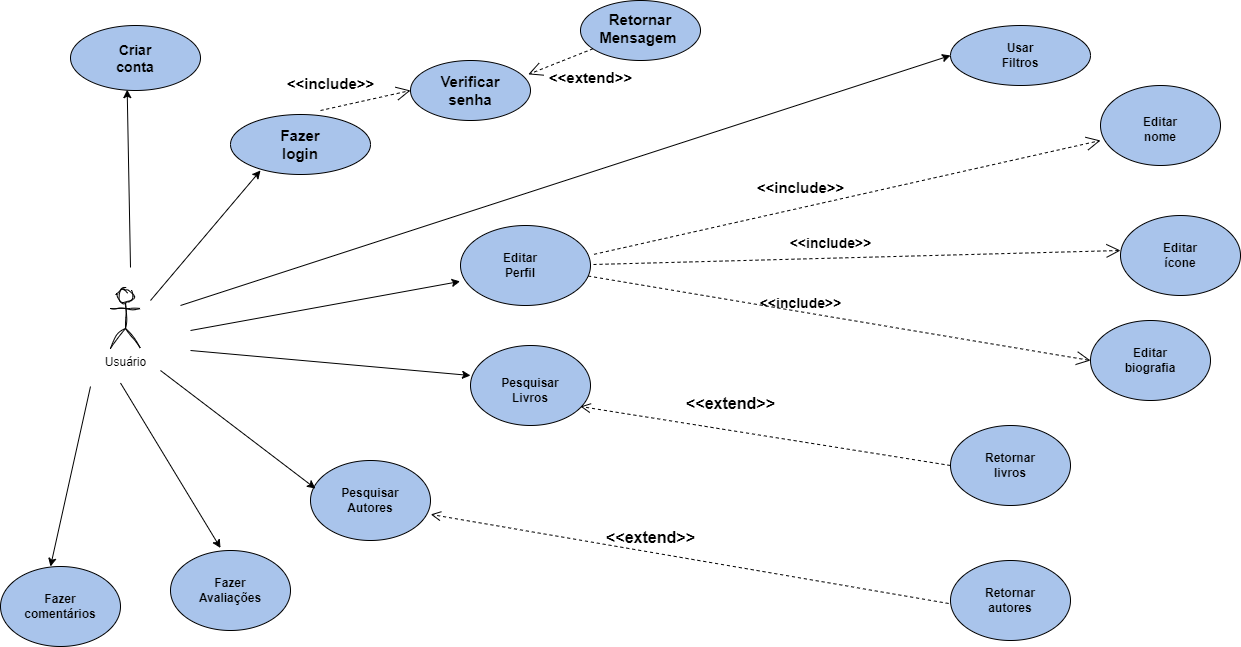 Retornar
Mensagem
Criar
conta
Usar
Filtros
<<include>>
Verificar
senha
<<extend>>
Fazer
login
Editar
nome
<<include>>
Editar
Perfil
<<include>>
Editar
ícone
<<include>>
Usuário
Editar
biografia
Pesquisar
Livros
<<extend>>
Retornar
livros
Pesquisar
Autores
<<extend>>
Fazer
comentários
Fazer
Avaliações
Retornar
autores